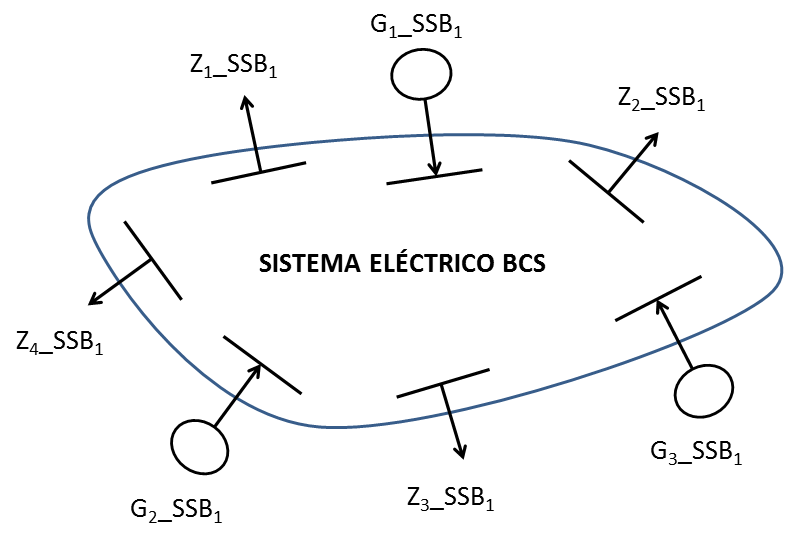 G₁_SSB₁
Z₁_SSB₁
Z₂_SSB₁
SISTEMA ELÉCTRICO BCS
Z₄_SSB₁
G₃_SSB₁
Z₃_SSB₁
G₂_SSB₁